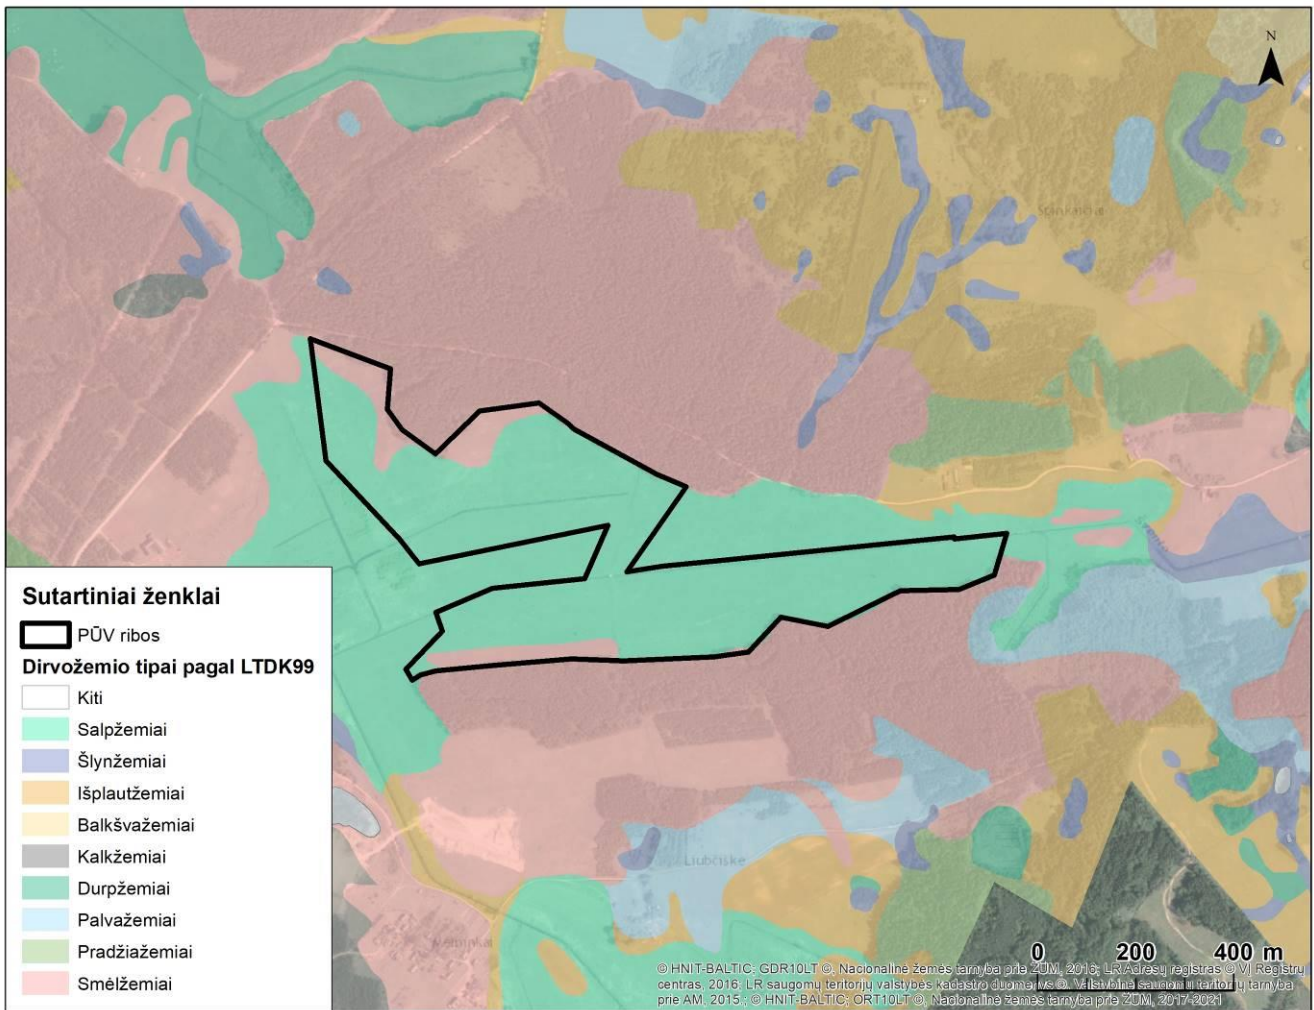 N
Spinkaičiai
Sutartiniai ženklai
PŪV ribos
Dirvožemio tipai pagal LTDK99
Kiti
Salpžemiai
Šlynžemiai
Išplautžemiai
Balkšvažemiai
Kalkžemiai
Durpžemiai
Palvažemiai
Pradžiažemiai
Smėlžemiai
Liubčiske
0 200 400 m
© HNIT-BALTIC; GDR10LT ©, Nacionalinė žemės tarnyba prie ŽŪM, 2016; LR Adresų registras © VĮ Registrų
centras, 2016; LR saugomų teritorijų valstybės kadastro duomenys ©, Valstybinė saugomų teritorijų tarnyba
prie AM, 2015 ; © HNIT-BALTIC; ORT10LT ©, Nacionalinė žemės tarnyba prie ŽŪM, 2017-2021